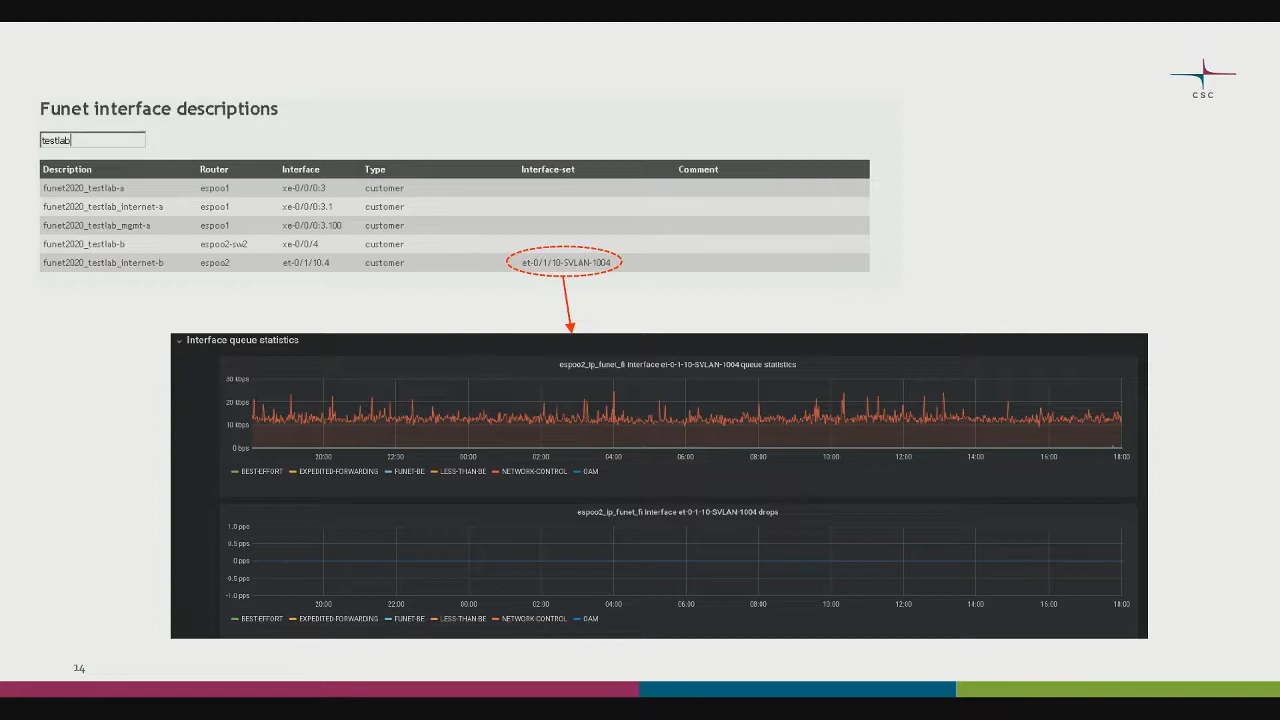 CSC
Funet interface descriptions
testlab
Description Router Interface Type Interface-set Comment
funet2020_testlab-a espoo1 xe-0/0/0:3 customer
funet2020_testlab_internet-a espoo1 xe-0/0/0:3.1 customer
funet2020_testlab_mgmt-a espoo1 xe-0/0/0:3.100 customer
funet2020_testlab-b espoo2-sw2 xe-0/0/4 customer
funet2020_testlab_internet-b espoo2 et-0/1/10.4 customer et-0/1/10-SVLAN-1004
Interface queue statistics
espoo2_ip_funet_fi interface et-0-1-10-SVLAN-1004 queue statistics
30 kbps
20 kbps
10 kbps
0 bps
20:00 22:00 00:00 02:00 04:00 06:00 08:00 10:00 12:00 14:00 16:00 18:00
BEST-EFFORT EXPEDITED-FORWARDING FUNET-BE LESS-THAN-BE NETWORK-CONTROL OAM
espoo2_ip_funet_fi interface et-0-1-10-SVLAN-1004 drops
1.0 pps
0.5 pps
0 pps
-0.5 pps
-1.0 pps
20:00 22:00 00:00 02:00 04:00 06:00 08:00 10:00 12:00 14:00 16:00 18:00
BEST-EFFORT EXPEDITED-FORWARDING FUNET-BE LESS-THAN-BE NETWORK-CONTROL OAM
14